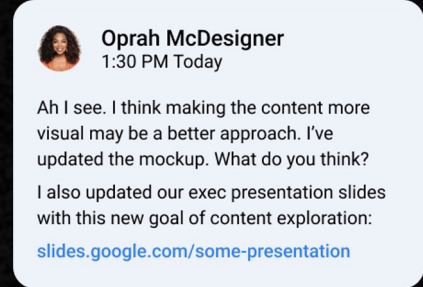 Oprah McDesigner
1:30 PM Today
Ah I see. I think making the content more
visual may be a better approach. I’ve
updated the mockup. What do you think?
I also updated our exec presentation slides
with this new goal of content exploration:
slides.google.com/some-presentation